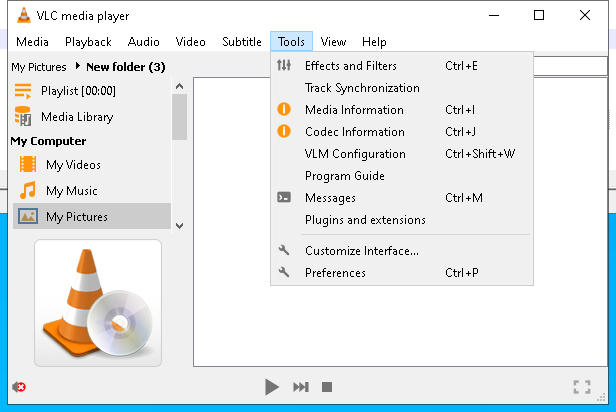 VLC media player
Media Playback Audio Video Subtitle Tools View Help
My Pictures New folder (3)
Playlist [00:00]
Media Library
My Computer
My Videos
My Music
My Pictures
Effects and Filters Ctrl+E
Track Synchronization
Media Information Ctrl+I
Codec Information Ctrl+J
VLM Configuration Ctrl+Shift+W
Program Guide
Messages Ctrl+M
Plugins and extensions
Customize Interface...
Preferences Ctrl+P